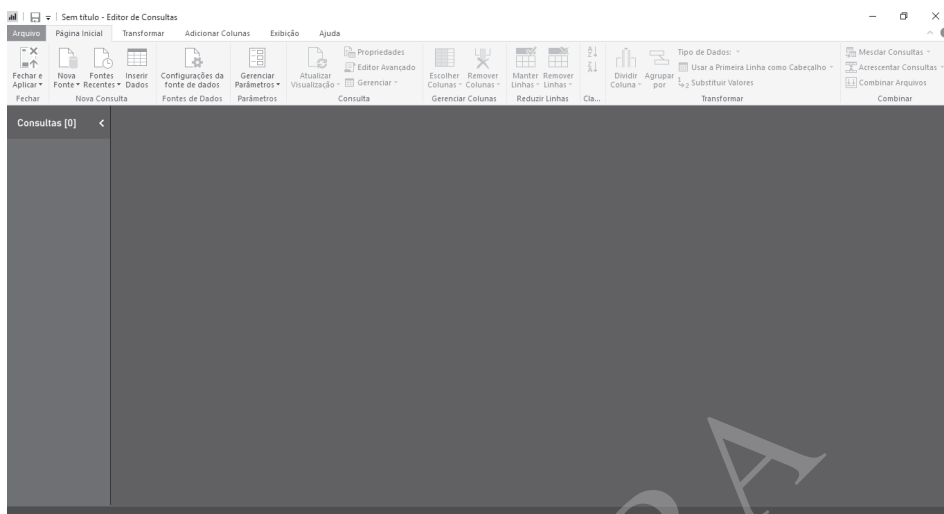 Sem título - Editor de Consultas
Arquivo Página Inicial Transformar Adicionar Colunas Exibição Ajuda
Fechar e Aplicar
Nova Fonte
Fontes Recentes
Inserir Dados
Configurações da fonte de dados
Gerenciar Parâmetros
Atualizar Visualização
Propriedades
Editor Avançado
Gerenciar
Escolher Colunas
Remover Colunas
Manter Linhas
Remover Linhas
Dividir Coluna
Agrupar por
Tipo de Dados:
Usar a Primeira Linha como Cabeçalho
Substituir Valores
Mesclar Consultas
Acrescentar Consultas
Combinar Arquivos
Fechar Nova Consulta Fontes de Dados Parâmetros Consulta Gerenciar Colunas Reduzir Linhas Cla... Transformar Combinar
Consultas [0]